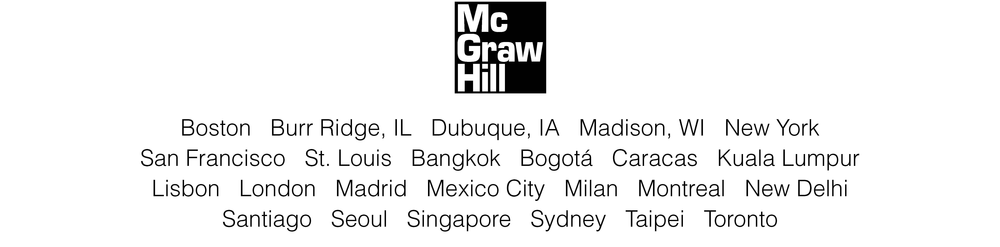 Mc
Graw
Hill
Boston Burr Ridge, IL Dubuque, IA Madison, WI New York
San Francisco St. Louis Bangkok Bogotá Caracas Kuala Lumpur
Lisbon London Madrid Mexico City Milan Montreal New Delhi
Santiago Seoul Singapore Sydney Taipei Toronto